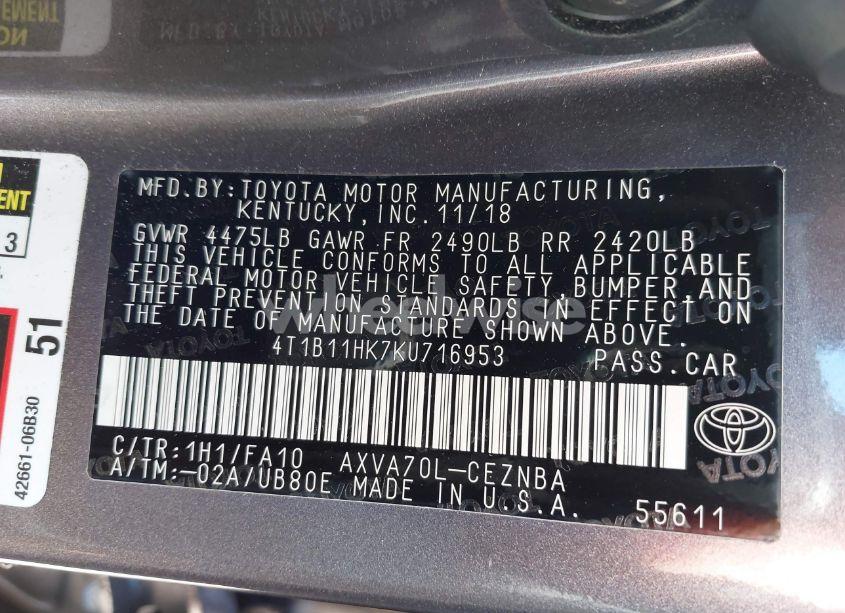 MFD.BY:TOYOTA MOTOR MANUFACTURING,
KENTUCKY,INC.11/18
GVWR 4475LB GAWR FR 2490LB RR 2420LB
THIS VEHICLE CONFORMS TO ALL APPLICABLE
FEDERAL MOTOR VEHICLE SAFETY,BUMPER,AND
THEFT PREVENTION STANDARDS IN EFFECT ON
THE DATE OF MANUFACTURE SHOWN ABOVE.
4T1B11HK7KU716953 PASS.CAR
C/TR:1H1/FA10 AXVA70L-CEZNBA
A/TM:-02A/UB80E MADE IN U.S.A.
55611
TOYOTA
wheelwise
3
51
42661-06B30